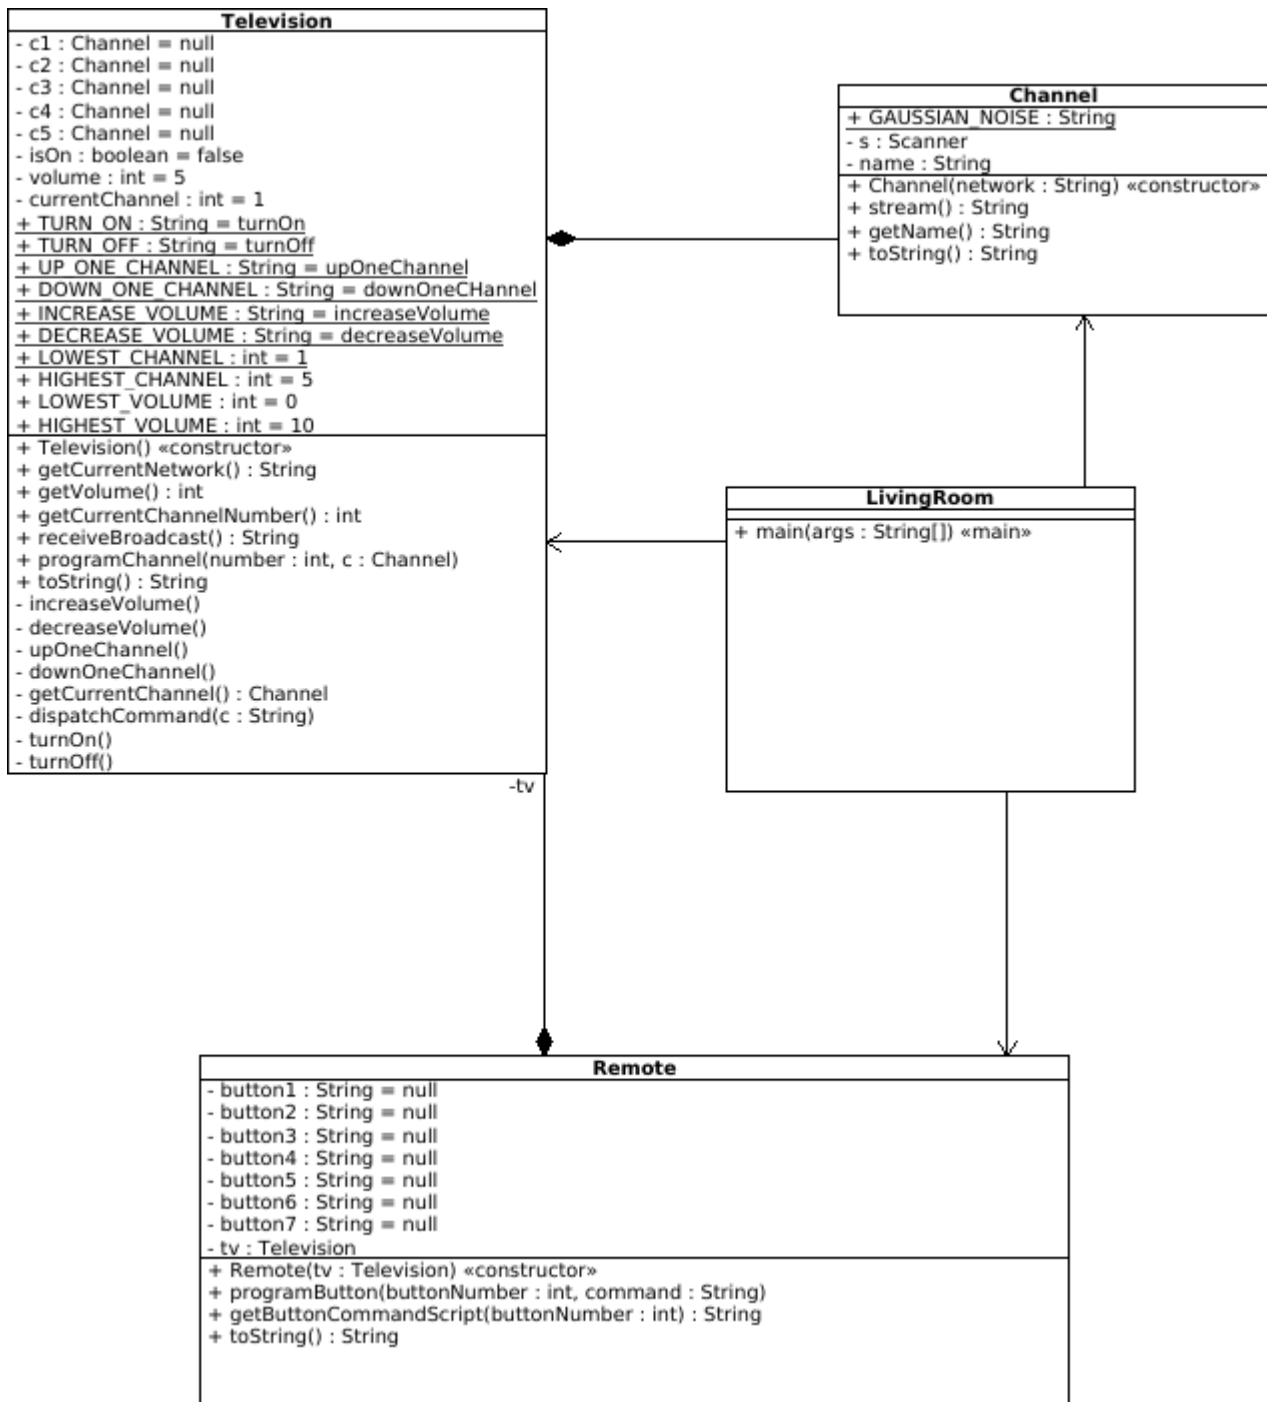 Television
- c1 : Channel = null
- c2 : Channel = null
- c3 : Channel = null
- c4 : Channel = null
- c5 : Channel = null
- isOn : boolean = false
- volume : int = 5
- currentChannel : int = 1
+ TURN_ON : String = turnOn
+ TURN_OFF : String = turnOff
+ UP_ONE_CHANNEL : String = upOneChannel
+ DOWN_ONE_CHANNEL : String = downOneCHannel
+ INCREASE_VOLUME : String = increaseVolume
+ DECREASE_VOLUME : String = decreaseVolume
+ LOWEST_CHANNEL : int = 1
+ HIGHEST_CHANNEL : int = 5
+ LOWEST_VOLUME : int = 0
+ HIGHEST_VOLUME : int = 10
+ Television() «constructor»
+ getCurrentNetwork() : String
+ getVolume() : int
+ getCurrentChannelNumber() : int
+ receiveBroadcast() : String
+ programChannel(number : int, c : Channel)
+ toString() : String
- increaseVolume()
- decreaseVolume()
- upOneChannel()
- downOneChannel()
- getCurrentChannel() : Channel
- dispatchCommand(c : String)
- turnOn()
- turnOff()
-tv
Channel
+ GAUSSIAN_NOISE : String
- s : Scanner
- name : String
+ Channel(network : String) «constructor»
+ stream() : String
+ getName() : String
+ toString() : String
LivingRoom
+ main(args : String[]) «main»
Remote
- button1 : String = null
- button2 : String = null
- button3 : String = null
- button4 : String = null
- button5 : String = null
- button6 : String = null
- button7 : String = null
- tv : Television
+ Remote(tv : Television) «constructor»
+ programButton(buttonNumber : int, command : String)
+ getButtonCommandScript(buttonNumber : int) : String
+ toString() : String